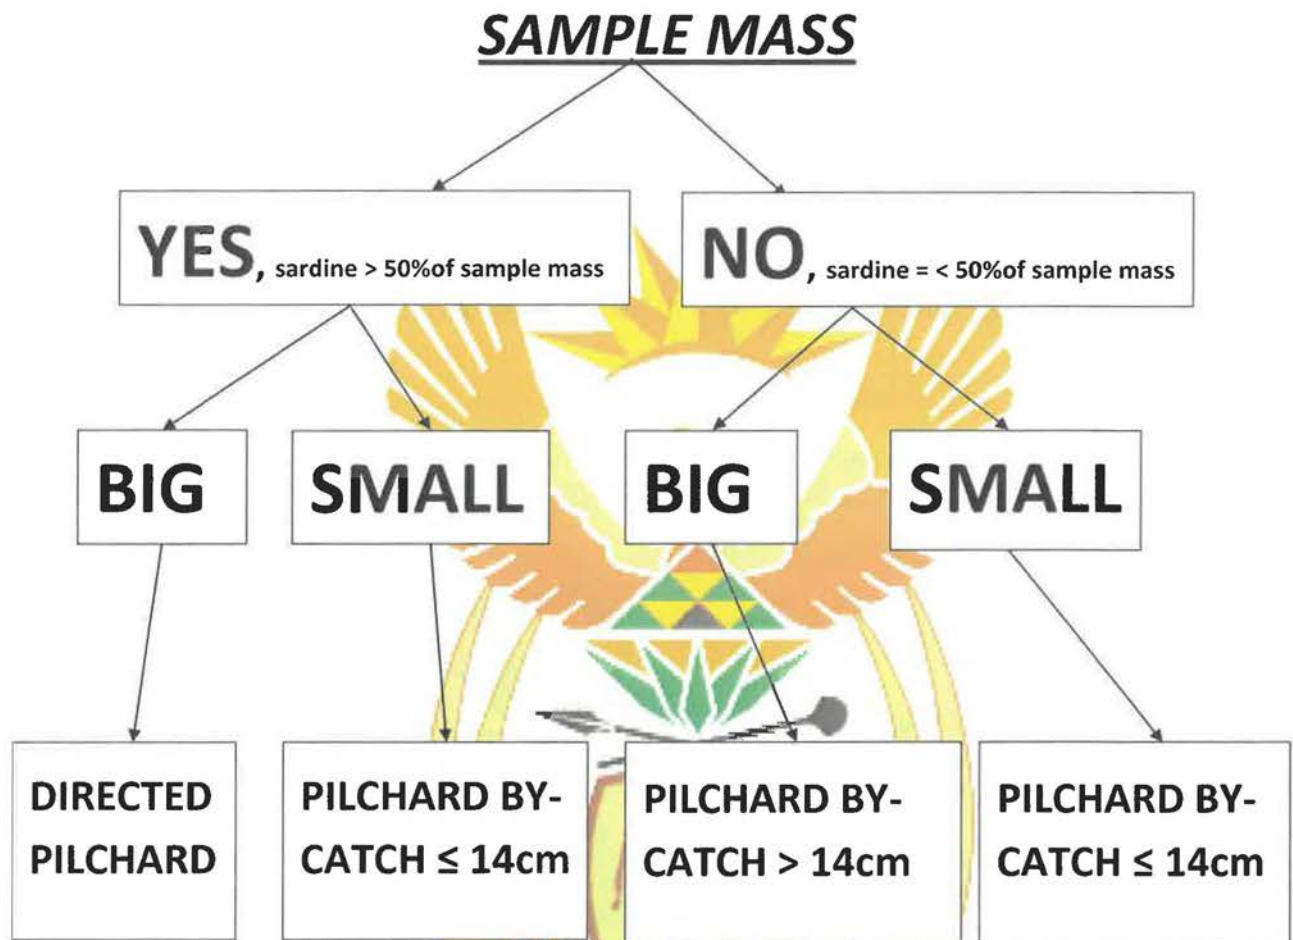 SAMPLE MASS
YES, sardine > 50%of sample mass
NO, sardine = < 50%of sample mass
BIG
SMALL
BIG
SMALL
DIRECTED
PILCHARD
PILCHARD BY-
CATCH ≤ 14cm
PILCHARD BY-
CATCH > 14cm
PILCHARD BY-
CATCH ≤ 14cm